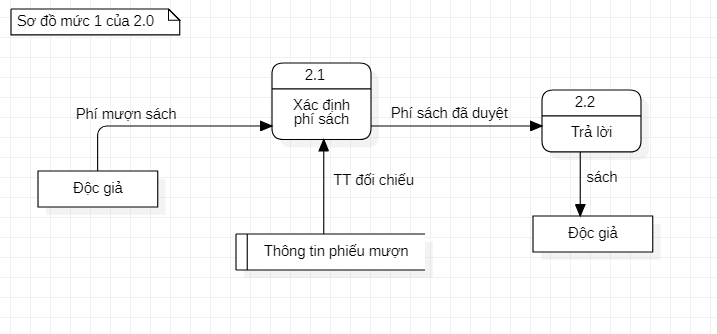 Sơ đồ mức 1 của 2.0
2.1
Xác định
phí sách
2.2
Trả lời
Phí mượn sách
Phí sách đã duyệt
Độc giả
TT đối chiếu
sách
Thông tin phiếu mượn
Độc giả